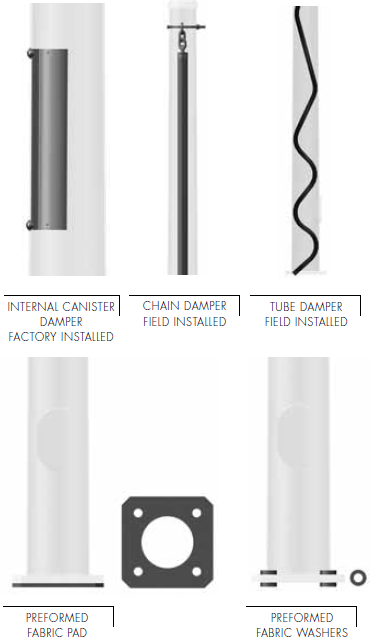 INTERNAL CANISTER
DAMPER
FACTORY INSTALLED
CHAIN DAMPER
FIELD INSTALLED
TUBE DAMPER
FIELD INSTALLED
PREFORMED
FABRIC PAD
PREFORMED
FABRIC WASHERS